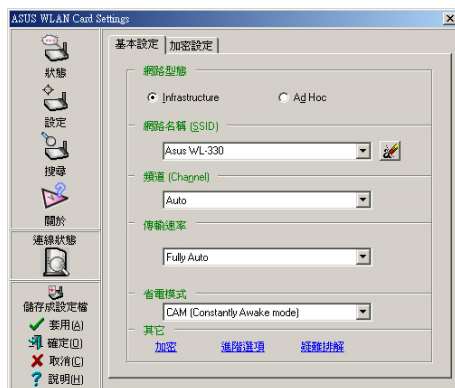 ASUS WLAN Card Settings
狀態
設定
搜尋
關於
連線狀態
儲存成設定檔
套用(A)
確定(O)
取消(C)
說明(H)
基本設定
加密設定
網路型態
Infrastructure
Ad Hoc
網路名稱 (SSID)
Asus WL-330
頻道 (Channel)
Auto
傳輸速率
Fully Auto
省電模式
CAM (Constantly Awake mode)
其它
加密
進階選項
疑難排解